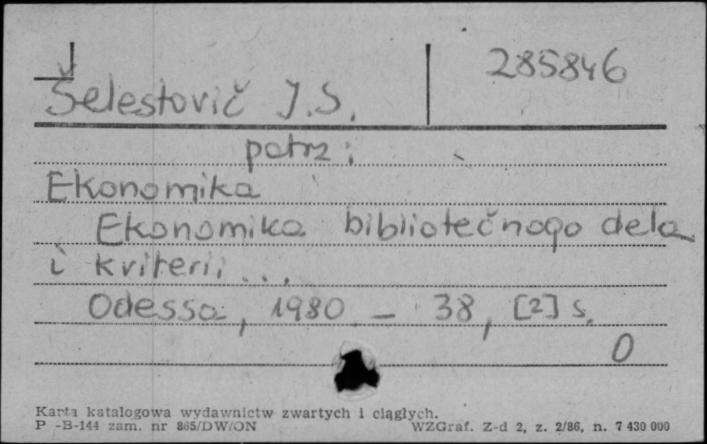 285846
Šelestovič J.S.
patrz:
Ekonomika
Ekonomika bibliotečnogo dela
i kriterii...
Odessa, 1980. – 38, [2] s.
0
Karta katalogowa wydawnictw zwartych i ciągłych.
P -B-144 zam. nr 865/DW/ON WZGraf. Z-d 2, z. 2/86, n. 7 430 000